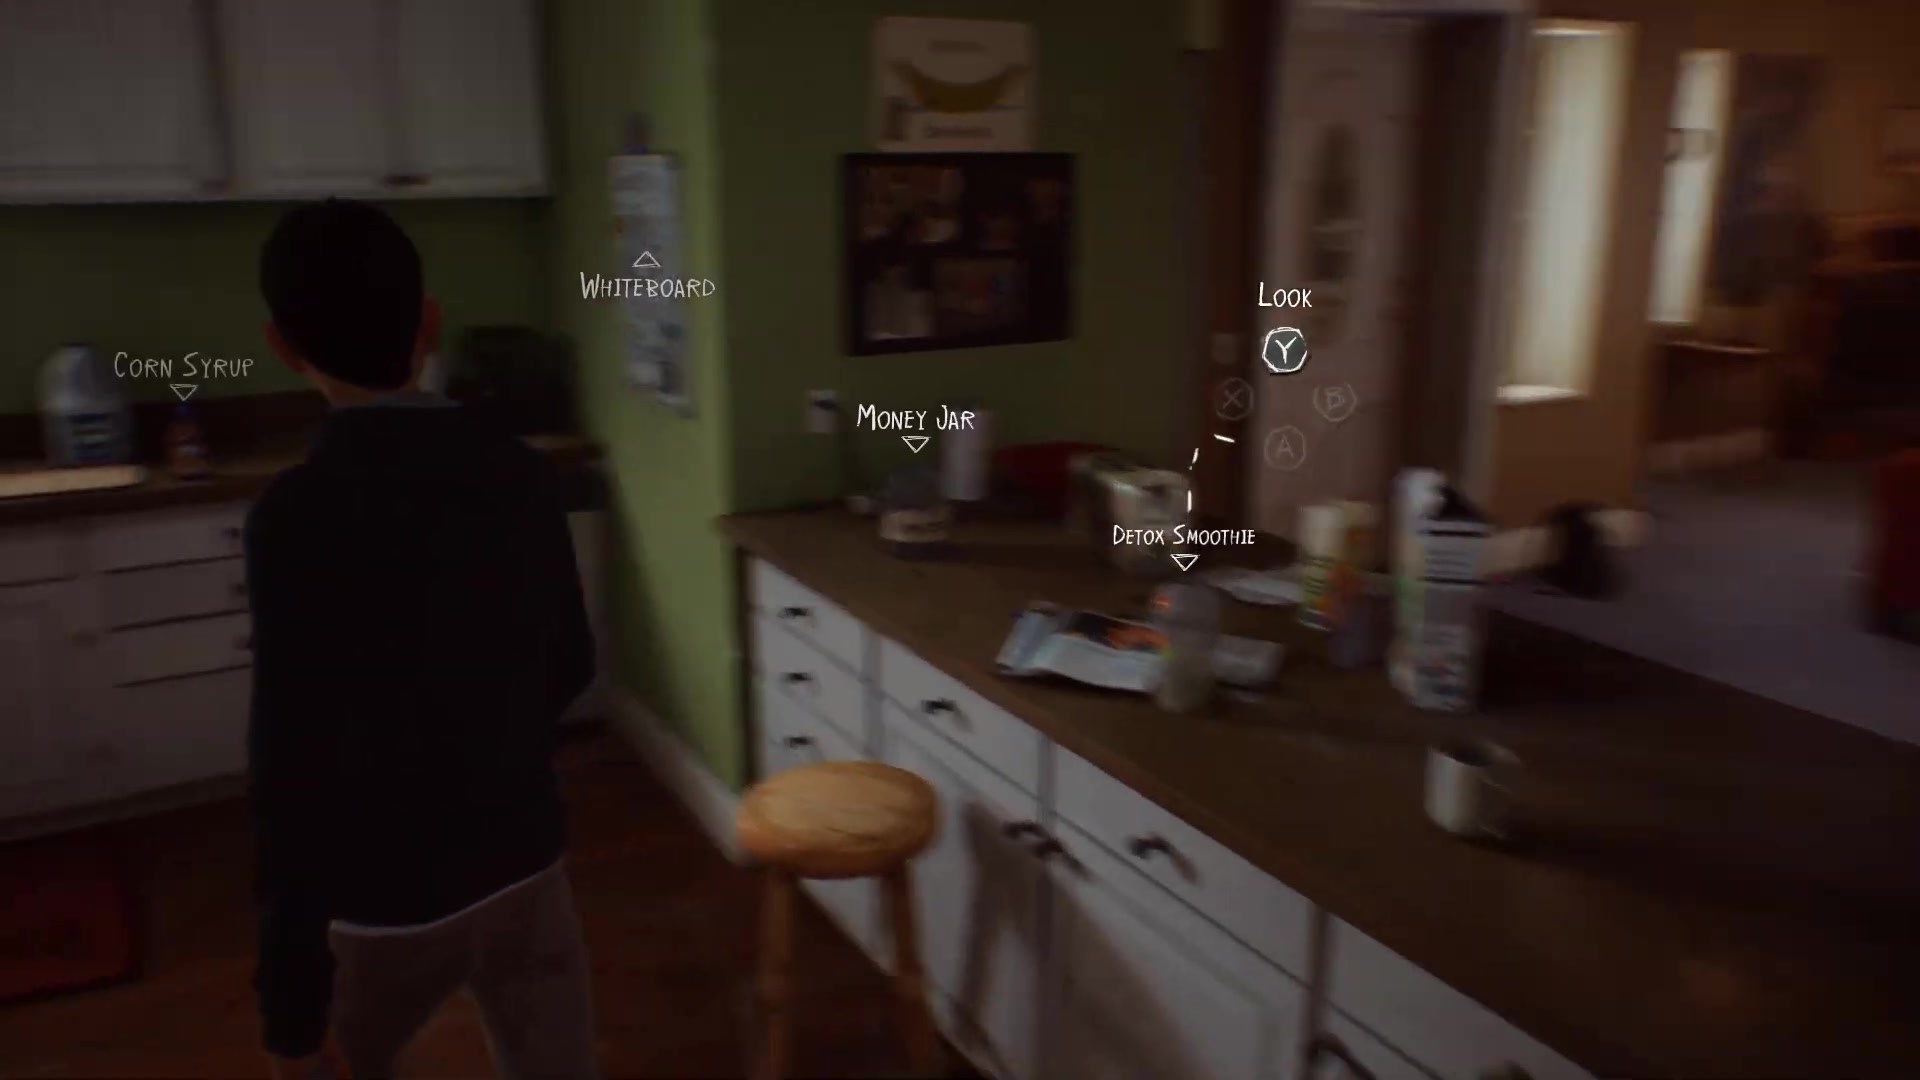 WHITEBOARD
LOOK
Y
CORN SYRUP
X
B
MONEY JAR
A
DETOX SMOOTHIE